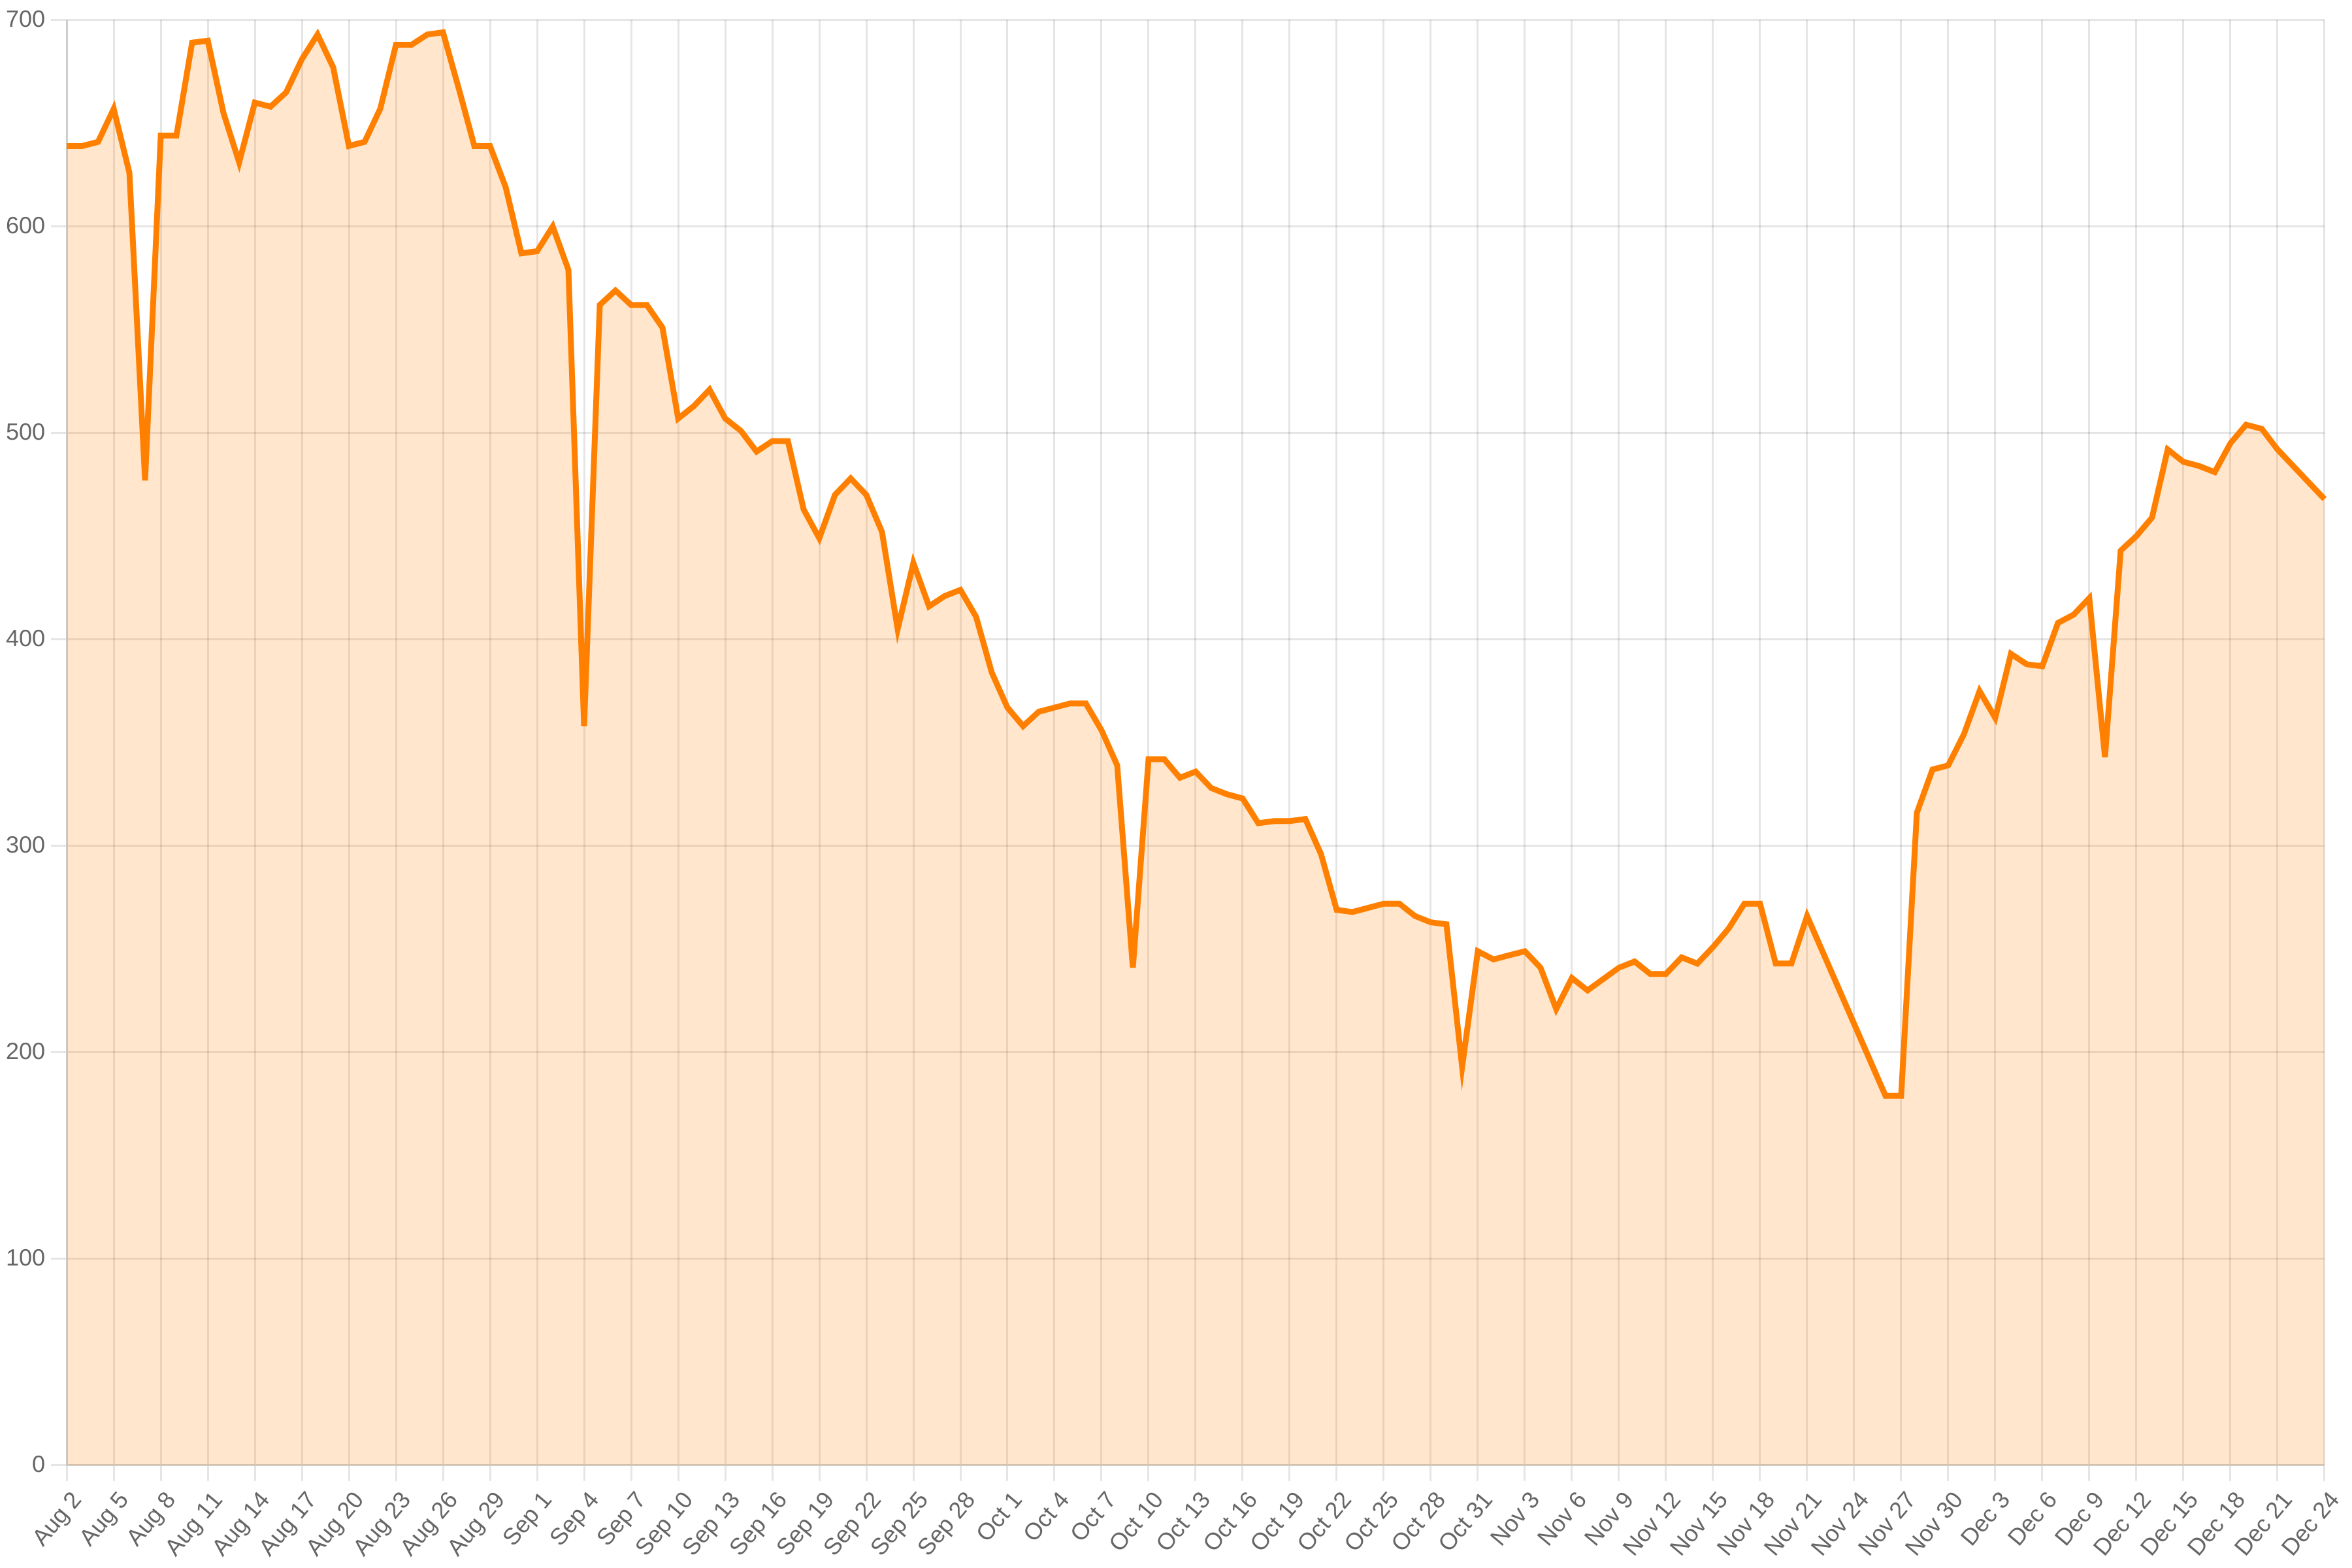 700
600
500
400
300
200
100
0
Aug 2
Aug 5
Aug 8
Aug 11
Aug 14
Aug 17
Aug 20
Aug 23
Aug 26
Aug 29
Sep 1
Sep 4
Sep 7
Sep 10
Sep 13
Sep 16
Sep 19
Sep 22
Sep 25
Sep 28
Oct 1
Oct 4
Oct 7
Oct 10
Oct 13
Oct 16
Oct 19
Oct 22
Oct 25
Oct 28
Oct 31
Nov 3
Nov 6
Nov 9
Nov 12
Nov 15
Nov 18
Nov 21
Nov 24
Nov 27
Nov 30
Dec 3
Dec 6
Dec 9
Dec 12
Dec 15
Dec 18
Dec 21
Dec 24